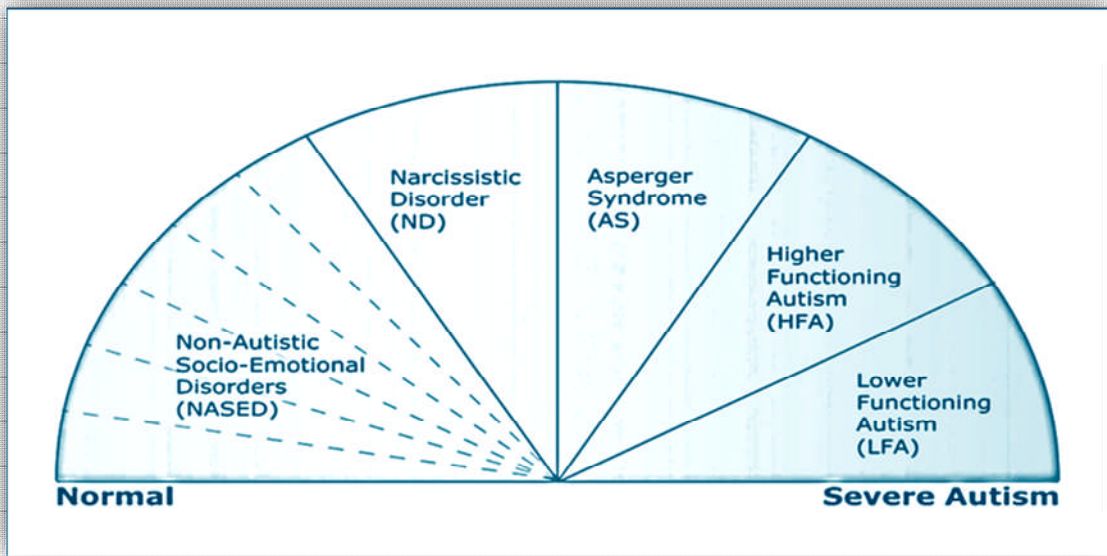 Narcissistic
Disorder
(ND)
Asperger
Syndrome
(AS)
Higher
Functioning
Autism
(HFA)
Non-Autistic
Socio-Emotional
Disorders
(NASED)
Lower
Functioning
Autism
(LFA)
Normal
Severe Autism